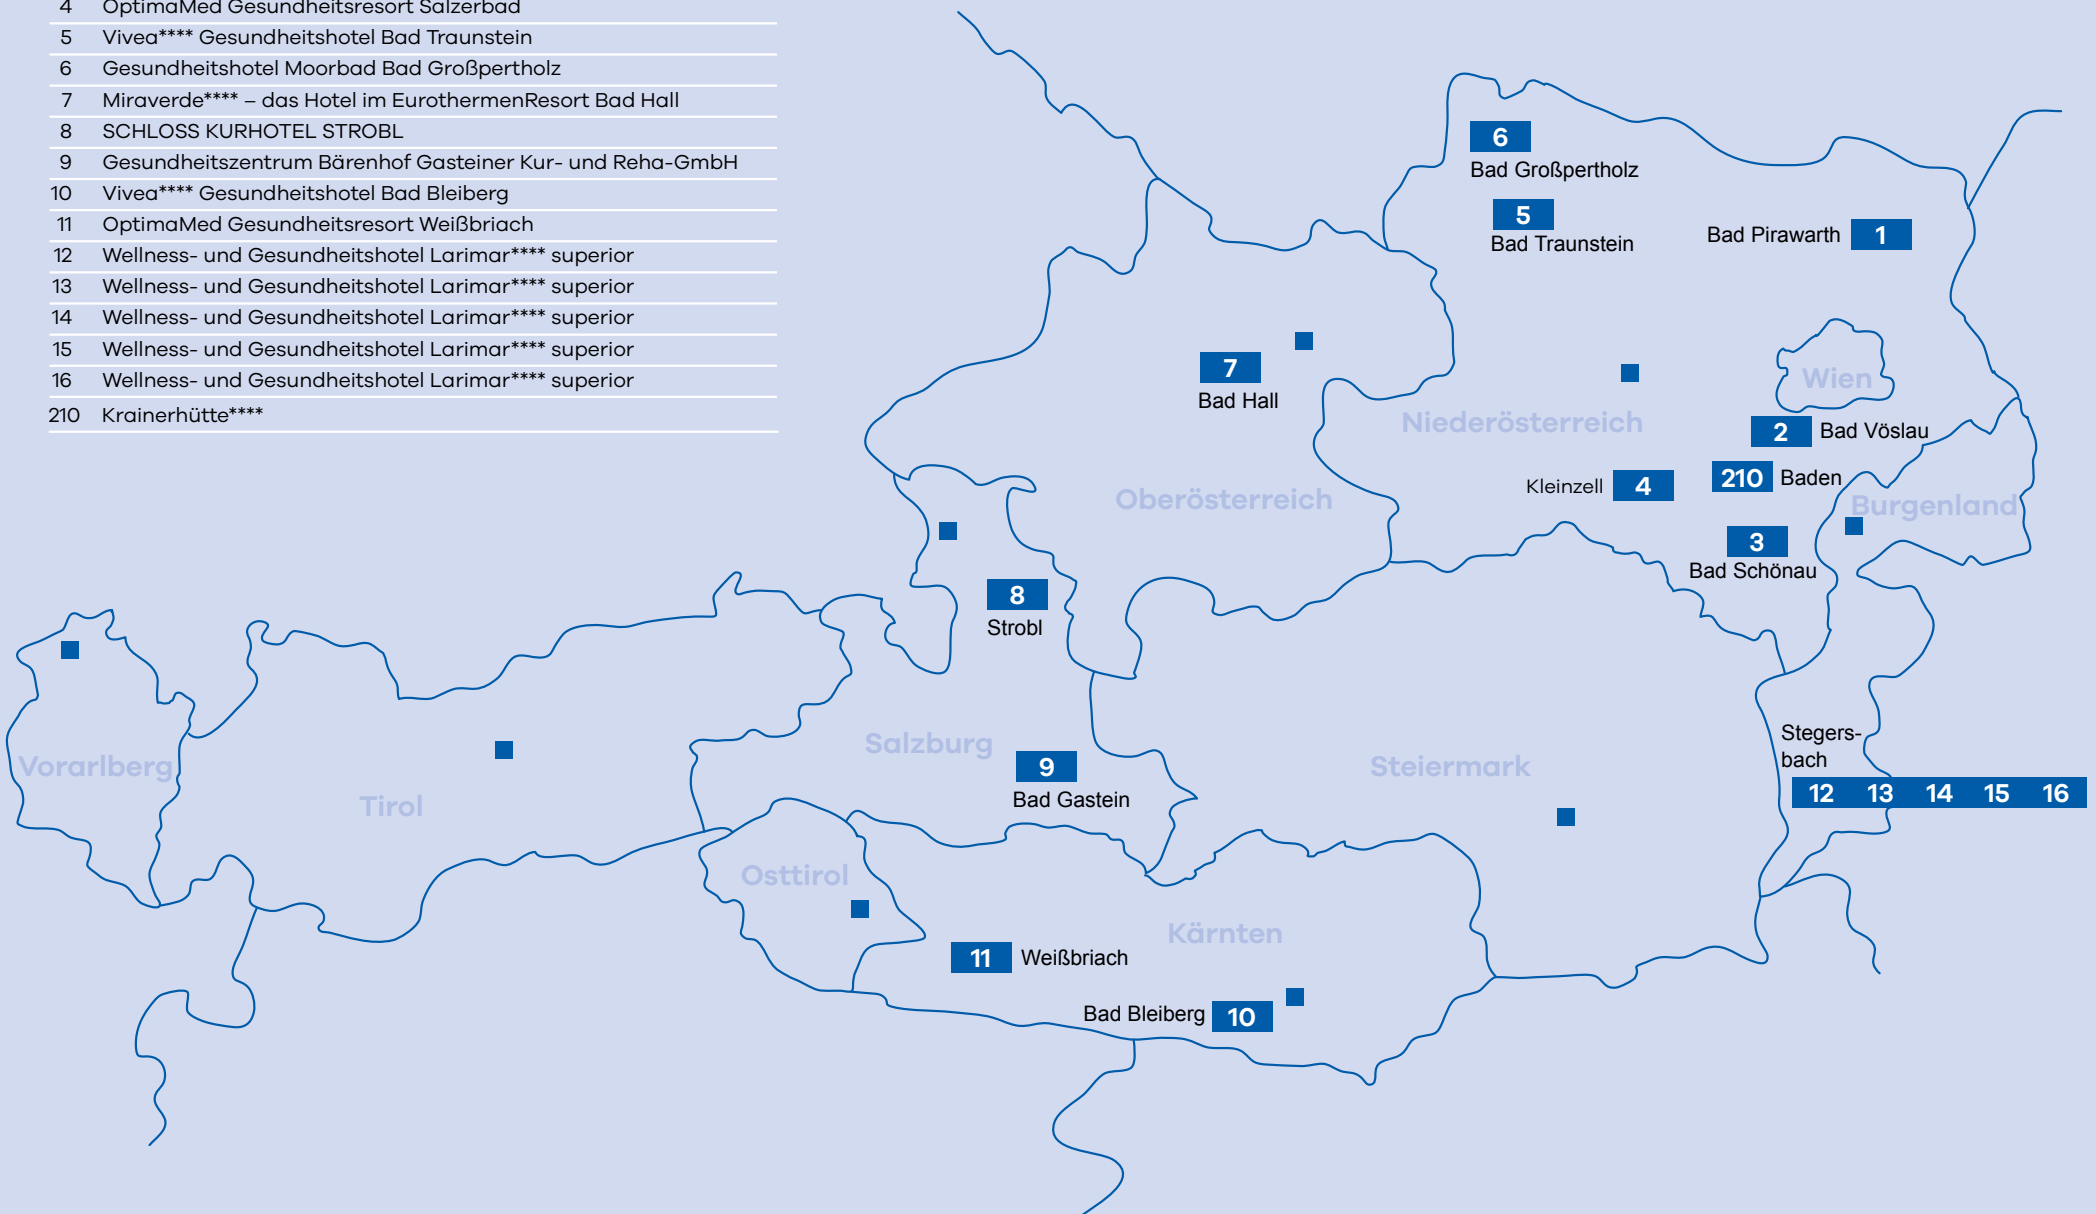 4 OptimaMed Gesundheitsresort Salzerbad
5 Vivea**** Gesundheitshotel Bad Traunstein
6 Gesundheitshotel Moorbad Bad Großpertholz
7 Miraverde**** – das Hotel im EurothermenResort Bad Hall
8 SCHLOSS KURHOTEL STROBL
9 Gesundheitszentrum Bärenhof Gasteiner Kur- und Reha-GmbH
10 Vivea**** Gesundheitshotel Bad Bleiberg
11 OptimaMed Gesundheitsresort Weißbriach
12 Wellness- und Gesundheitshotel Larimar**** superior
13 Wellness- und Gesundheitshotel Larimar**** superior
14 Wellness- und Gesundheitshotel Larimar**** superior
15 Wellness- und Gesundheitshotel Larimar**** superior
16 Wellness- und Gesundheitshotel Larimar**** superior
210 Krainerhütte****
6
Bad Großpertholz
5
Bad Traunstein
Bad Pirawarth 1
7
Bad Hall
Wien
Niederösterreich
2 Bad Vöslau
210 Baden
Kleinzell 4
Oberösterreich
Burgenland
3
Bad Schönau
8
Strobl
Stegers-
bach
12 13 14 15 16
Salzburg
9
Bad Gastein
Steiermark
Vorarlberg
Tirol
Osttirol
Kärnten
11 Weißbriach
Bad Bleiberg 10